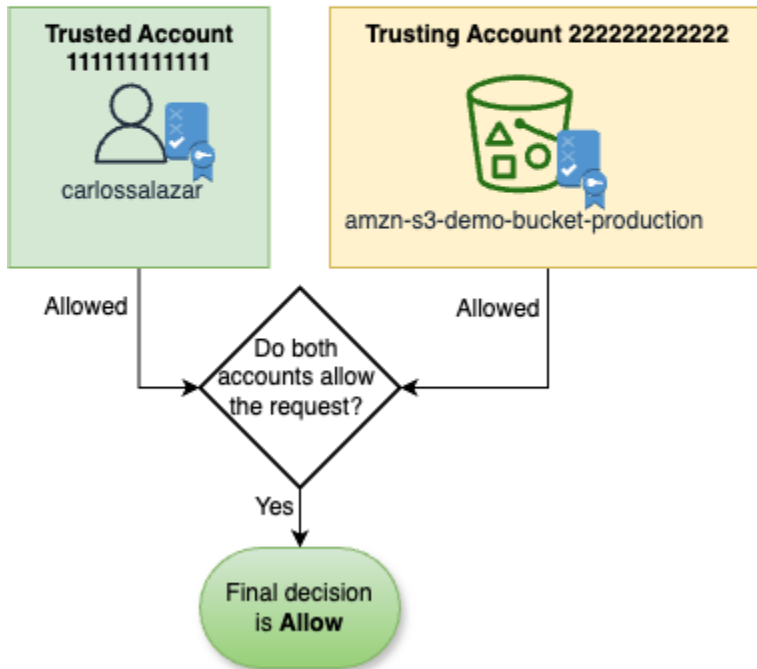 Trusted Account
111111111111
carlossalazar
Trusting Account 222222222222
amzn-s3-demo-bucket-production
Allowed
Allowed
Do both
accounts allow
the request?
Yes
Final decision
is Allow